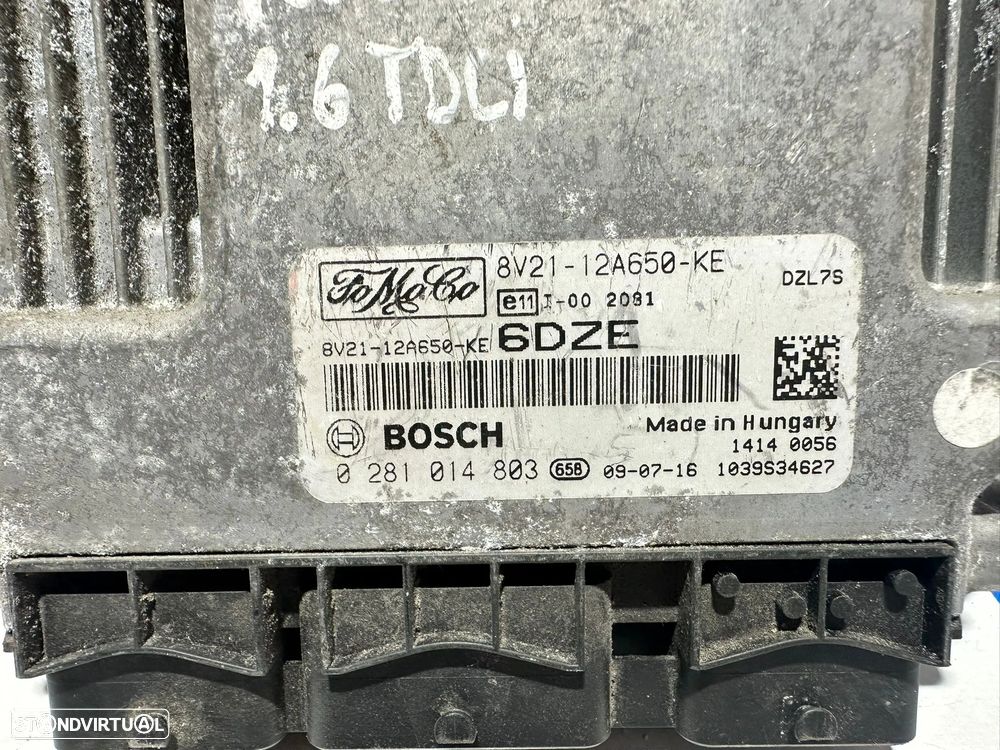 1.6 TDCI
FoMoCo
8V21-12A650-KE
DZL7S
e11 I-00 2081
8V21-12A650-KE 6DZE
BOSCH
Made in Hungary
1414 0056
0 281 014 803 658 09-07-16 1039S34627
STANDVIRTUAL